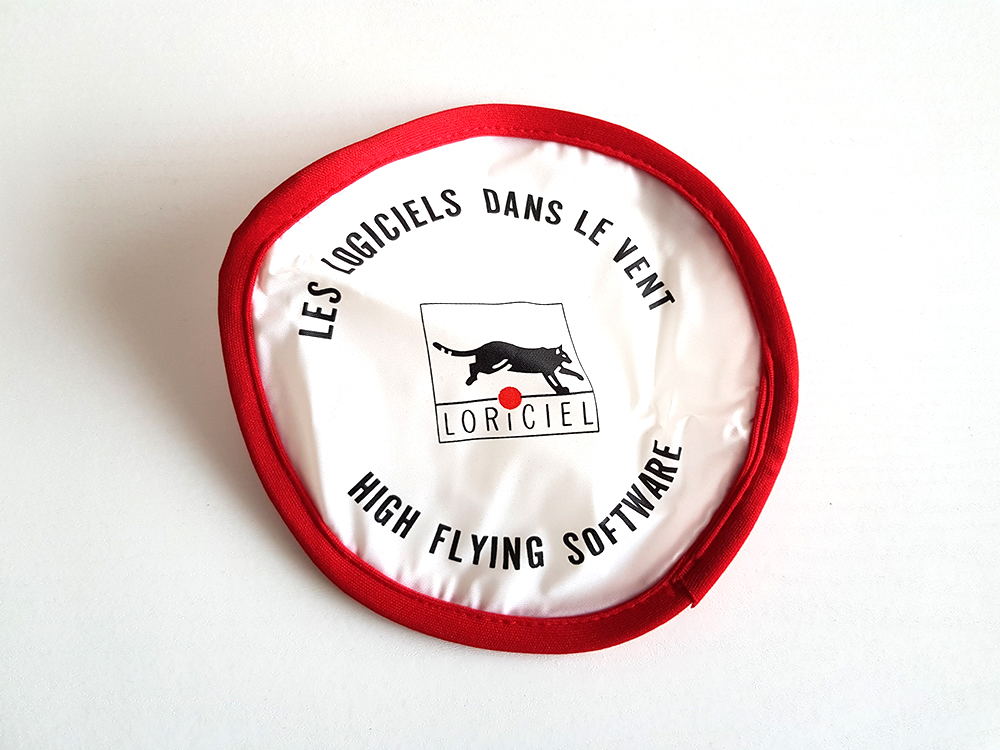 LES LOGICIELS DANS LE VENT
LORiCIEL
HIGH FLYING SOFTWARE